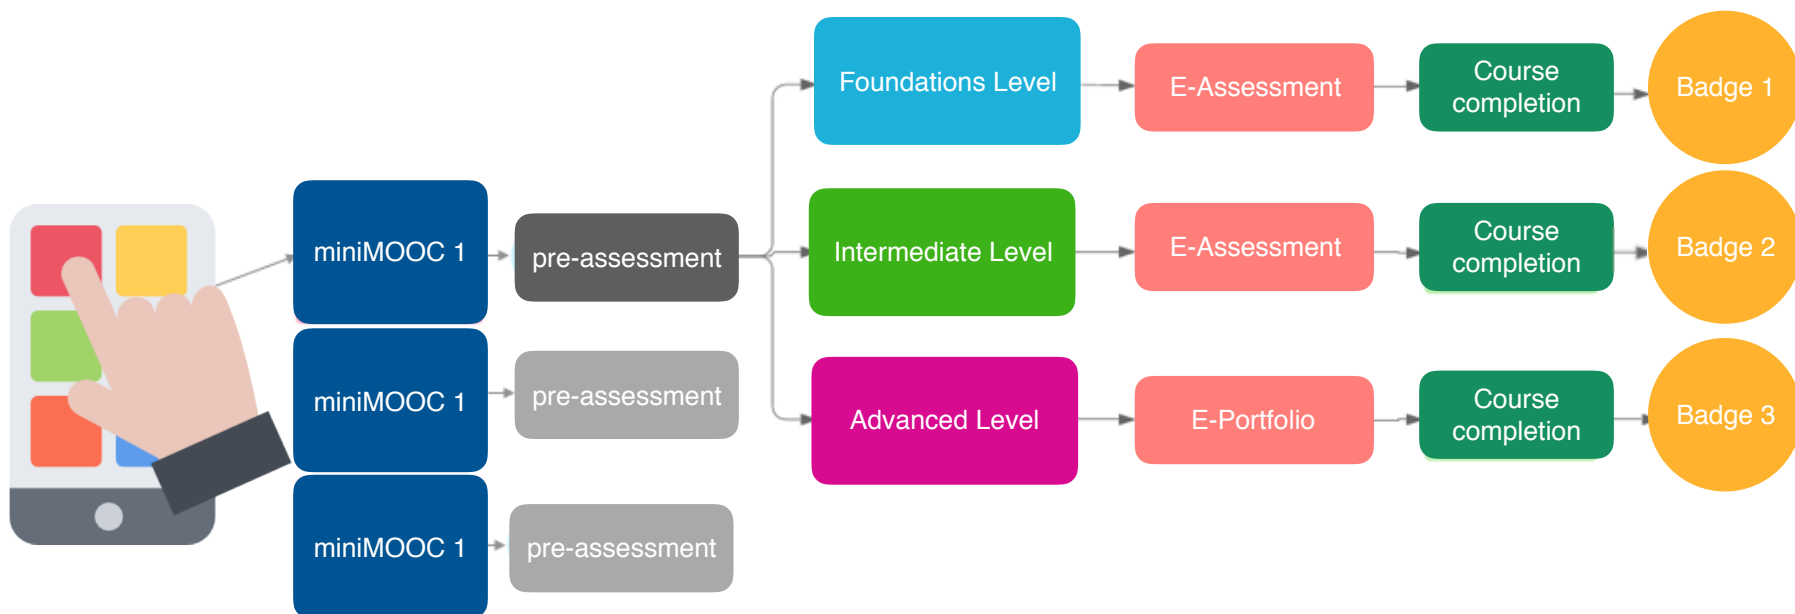 Foundations Level
E-Assessment
Course
completion
Badge 1
miniMOOC 1
pre-assessment
Intermediate Level
E-Assessment
Course
completion
Badge 2
miniMOOC 1
pre-assessment
Advanced Level
E-Portfolio
Course
completion
Badge 3
miniMOOC 1
pre-assessment